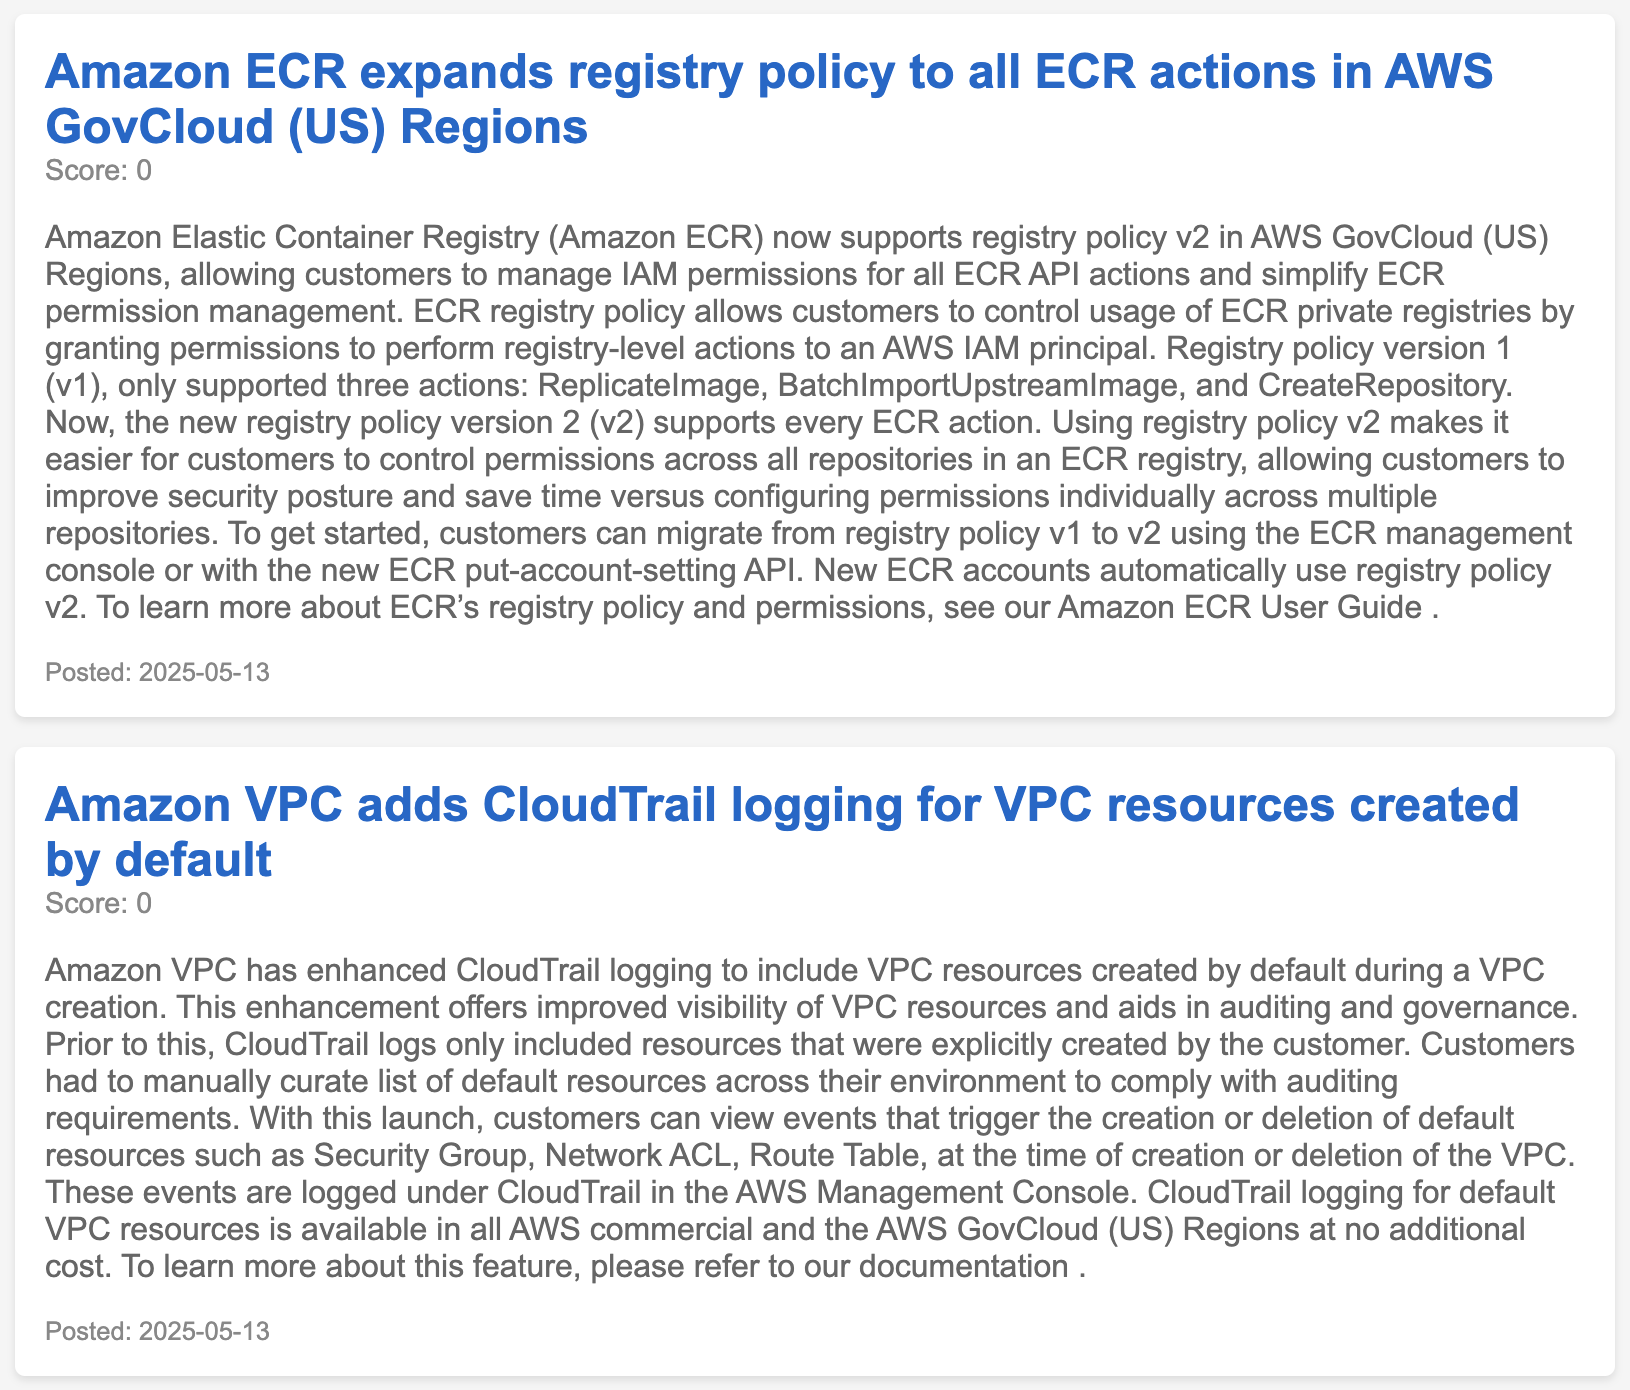 Amazon ECR expands registry policy to all ECR actions in AWS
GovCloud (US) Regions
Score: 0
Amazon Elastic Container Registry (Amazon ECR) now supports registry policy v2 in AWS GovCloud (US)
Regions, allowing customers to manage IAM permissions for all ECR API actions and simplify ECR
permission management. ECR registry policy allows customers to control usage of ECR private registries by
granting permissions to perform registry-level actions to an AWS IAM principal. Registry policy version 1
(v1), only supported three actions: ReplicateImage, BatchImportUpstreamImage, and CreateRepository.
Now, the new registry policy version 2 (v2) supports every ECR action. Using registry policy v2 makes it
easier for customers to control permissions across all repositories in an ECR registry, allowing customers to
improve security posture and save time versus configuring permissions individually across multiple
repositories. To get started, customers can migrate from registry policy v1 to v2 using the ECR management
console or with the new ECR put-account-setting API. New ECR accounts automatically use registry policy
v2. To learn more about ECR’s registry policy and permissions, see our Amazon ECR User Guide .
Posted: 2025-05-13
Amazon VPC adds CloudTrail logging for VPC resources created
by default
Score: 0
Amazon VPC has enhanced CloudTrail logging to include VPC resources created by default during a VPC
creation. This enhancement offers improved visibility of VPC resources and aids in auditing and governance.
Prior to this, CloudTrail logs only included resources that were explicitly created by the customer. Customers
had to manually curate list of default resources across their environment to comply with auditing
requirements. With this launch, customers can view events that trigger the creation or deletion of default
resources such as Security Group, Network ACL, Route Table, at the time of creation or deletion of the VPC.
These events are logged under CloudTrail in the AWS Management Console. CloudTrail logging for default
VPC resources is available in all AWS commercial and the AWS GovCloud (US) Regions at no additional
cost. To learn more about this feature, please refer to our documentation .
Posted: 2025-05-13